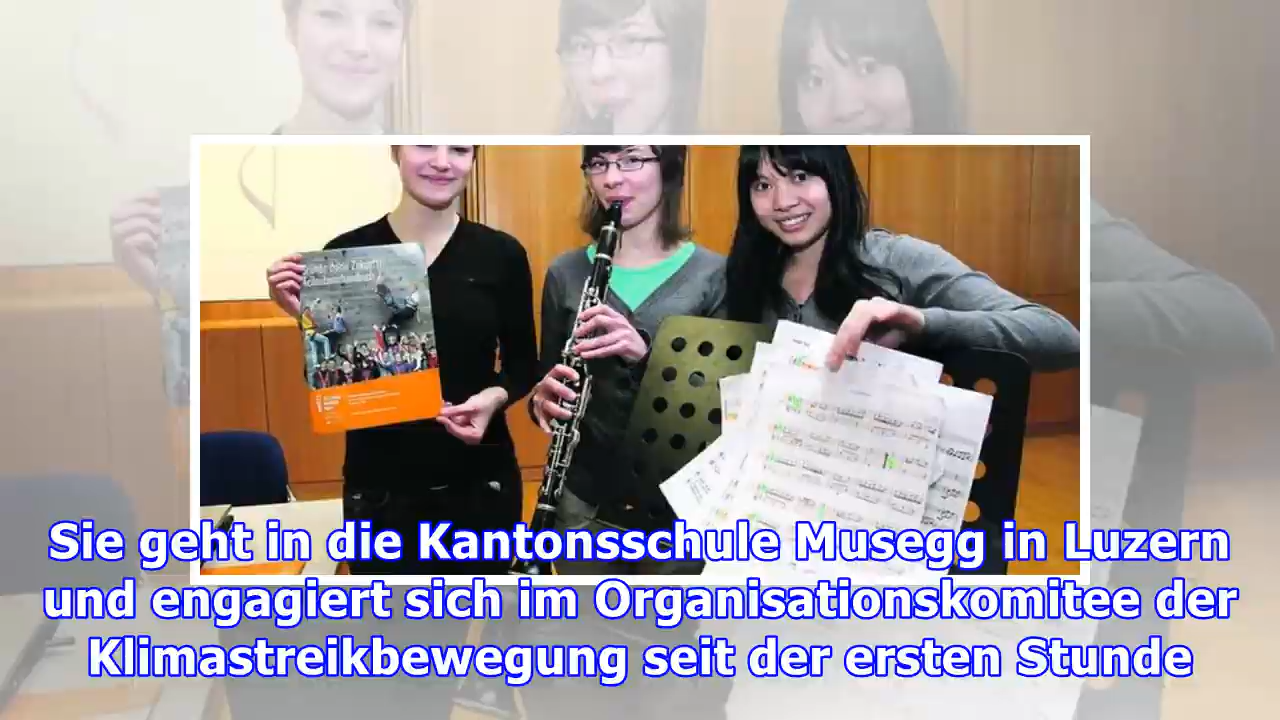 Sie geht in die Kantonsschule Musegg in Luzern
und engagiert sich im Organisationskomitee der
Klimastreikbewegung seit der ersten Stunde